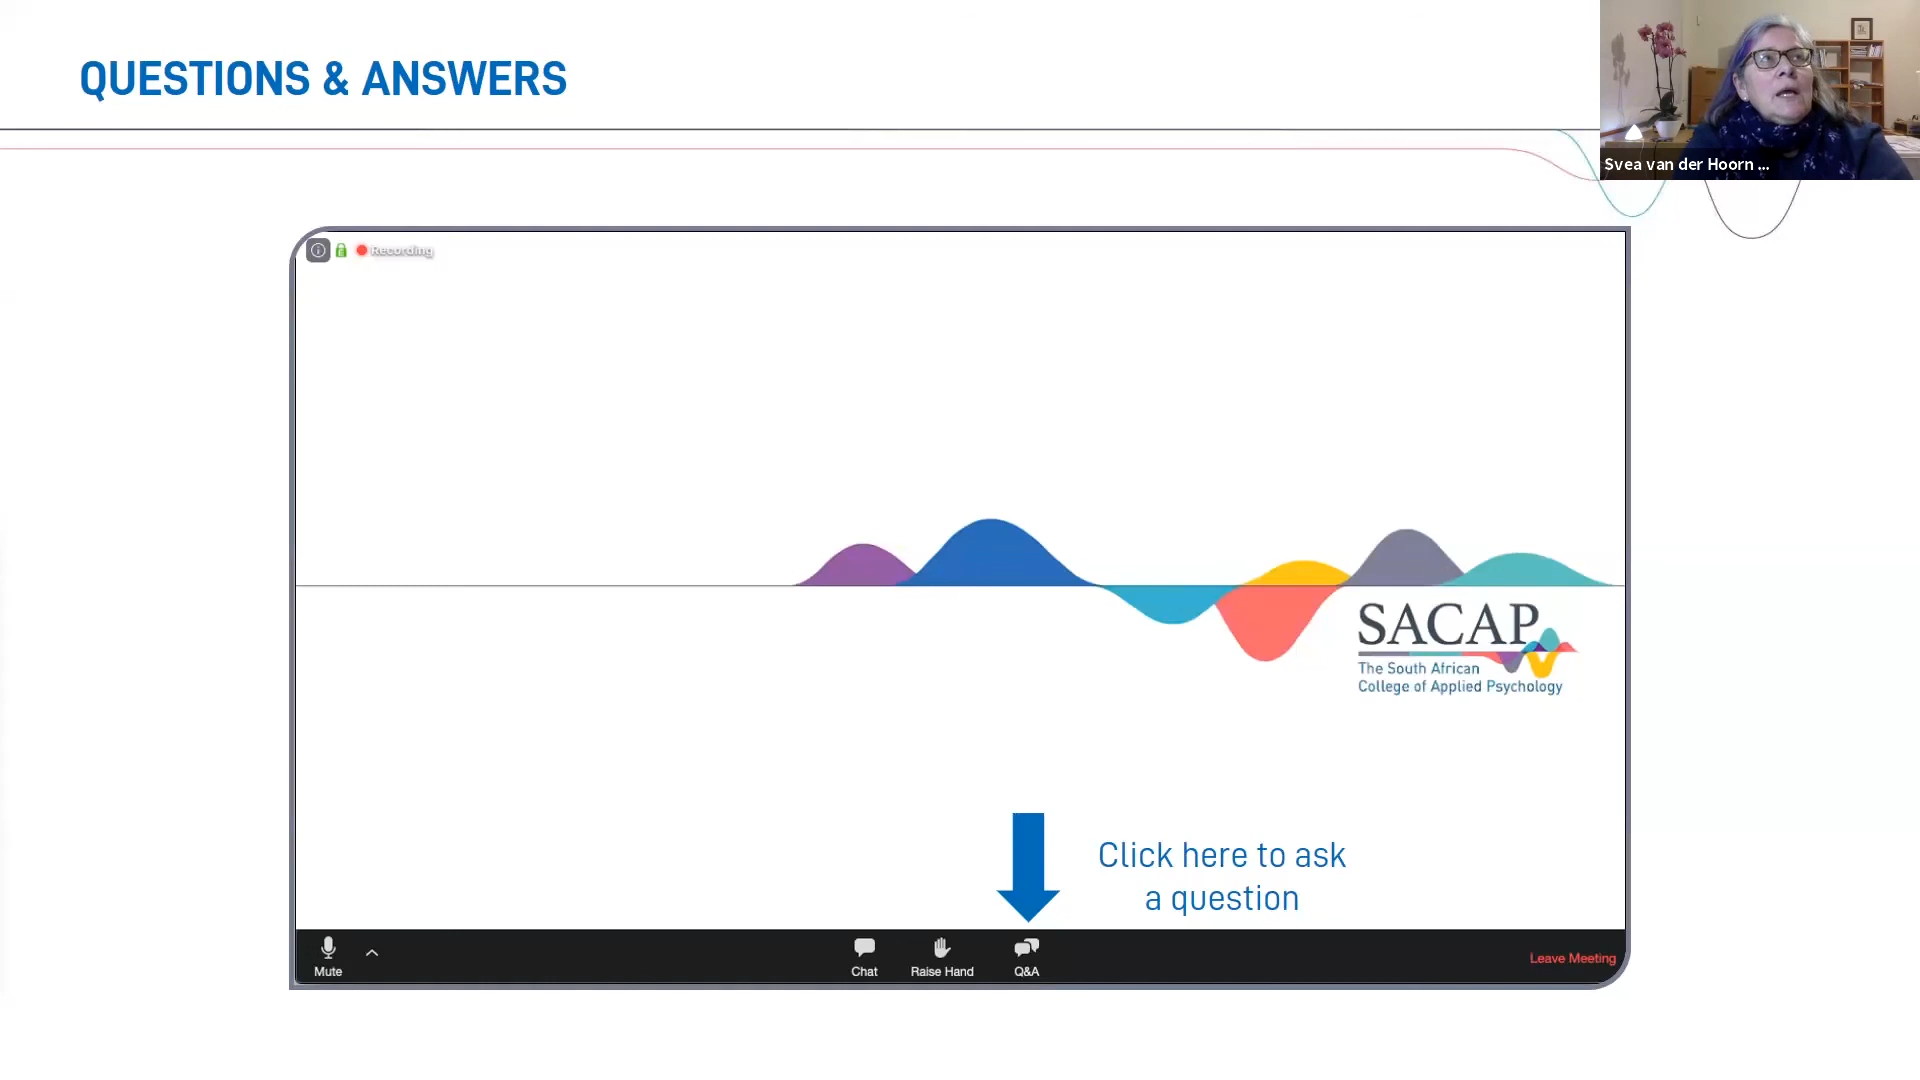 QUESTIONS & ANSWERS
Svea van der Hoorn ...
Recording
SACAP
The South African
College of Applied Psychology
Click here to ask
a question
Mute
Chat
Raise Hand
Q&A
Leave Meeting